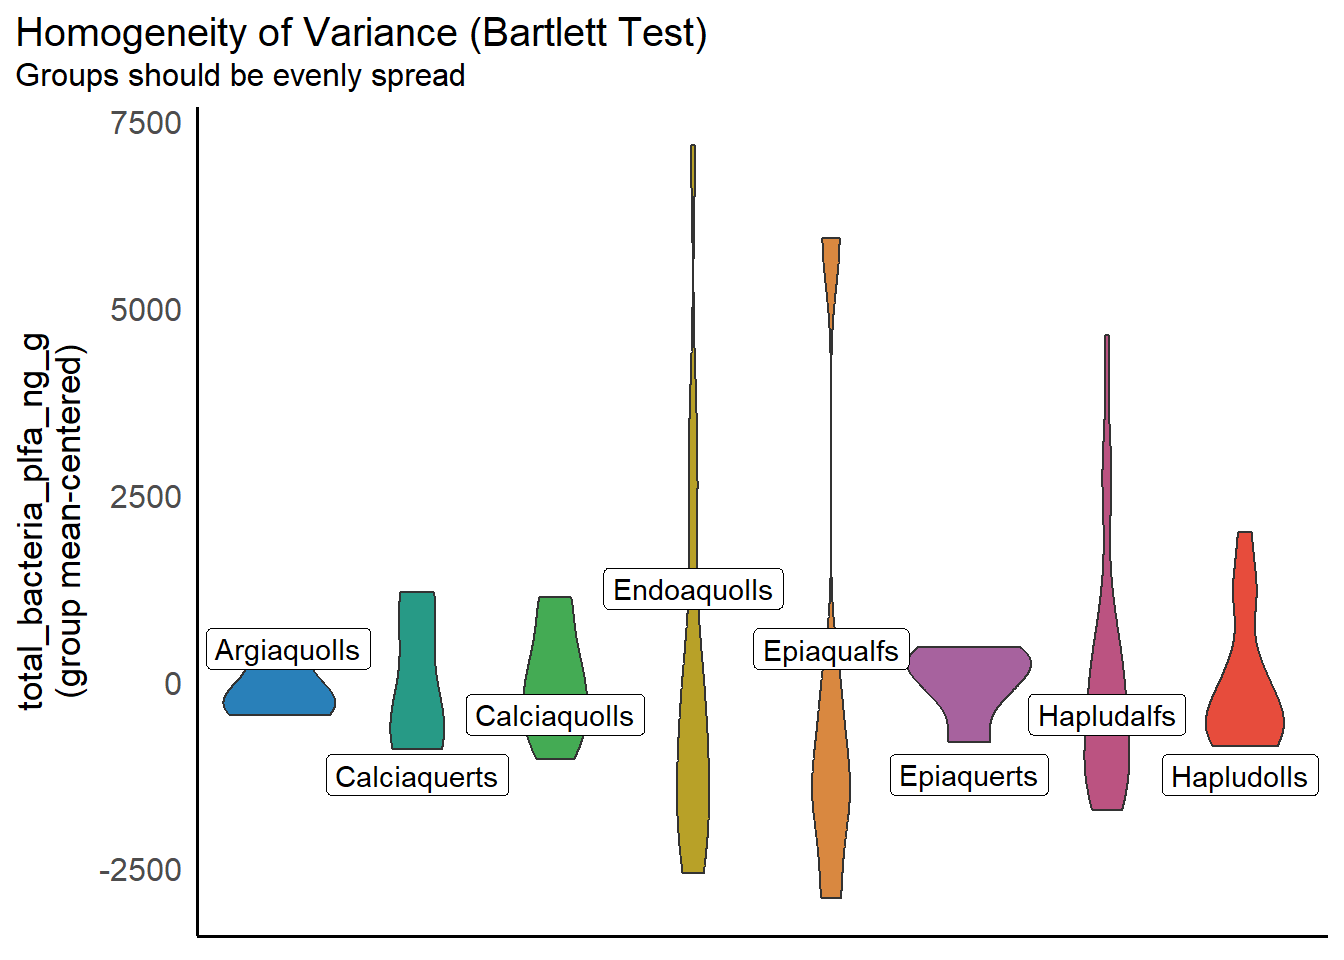 Homogeneity of Variance (Bartlett Test)
Groups should be evenly spread
total_bacteria_plfa_ng_g
(group mean-centered)
7500
5000
2500
0
-2500
Argiaquolls
Calciaquerts
Calciaquolls
Endoaquolls
Epiaqualfs
Epiaquerts
Hapludalfs
Hapludolls